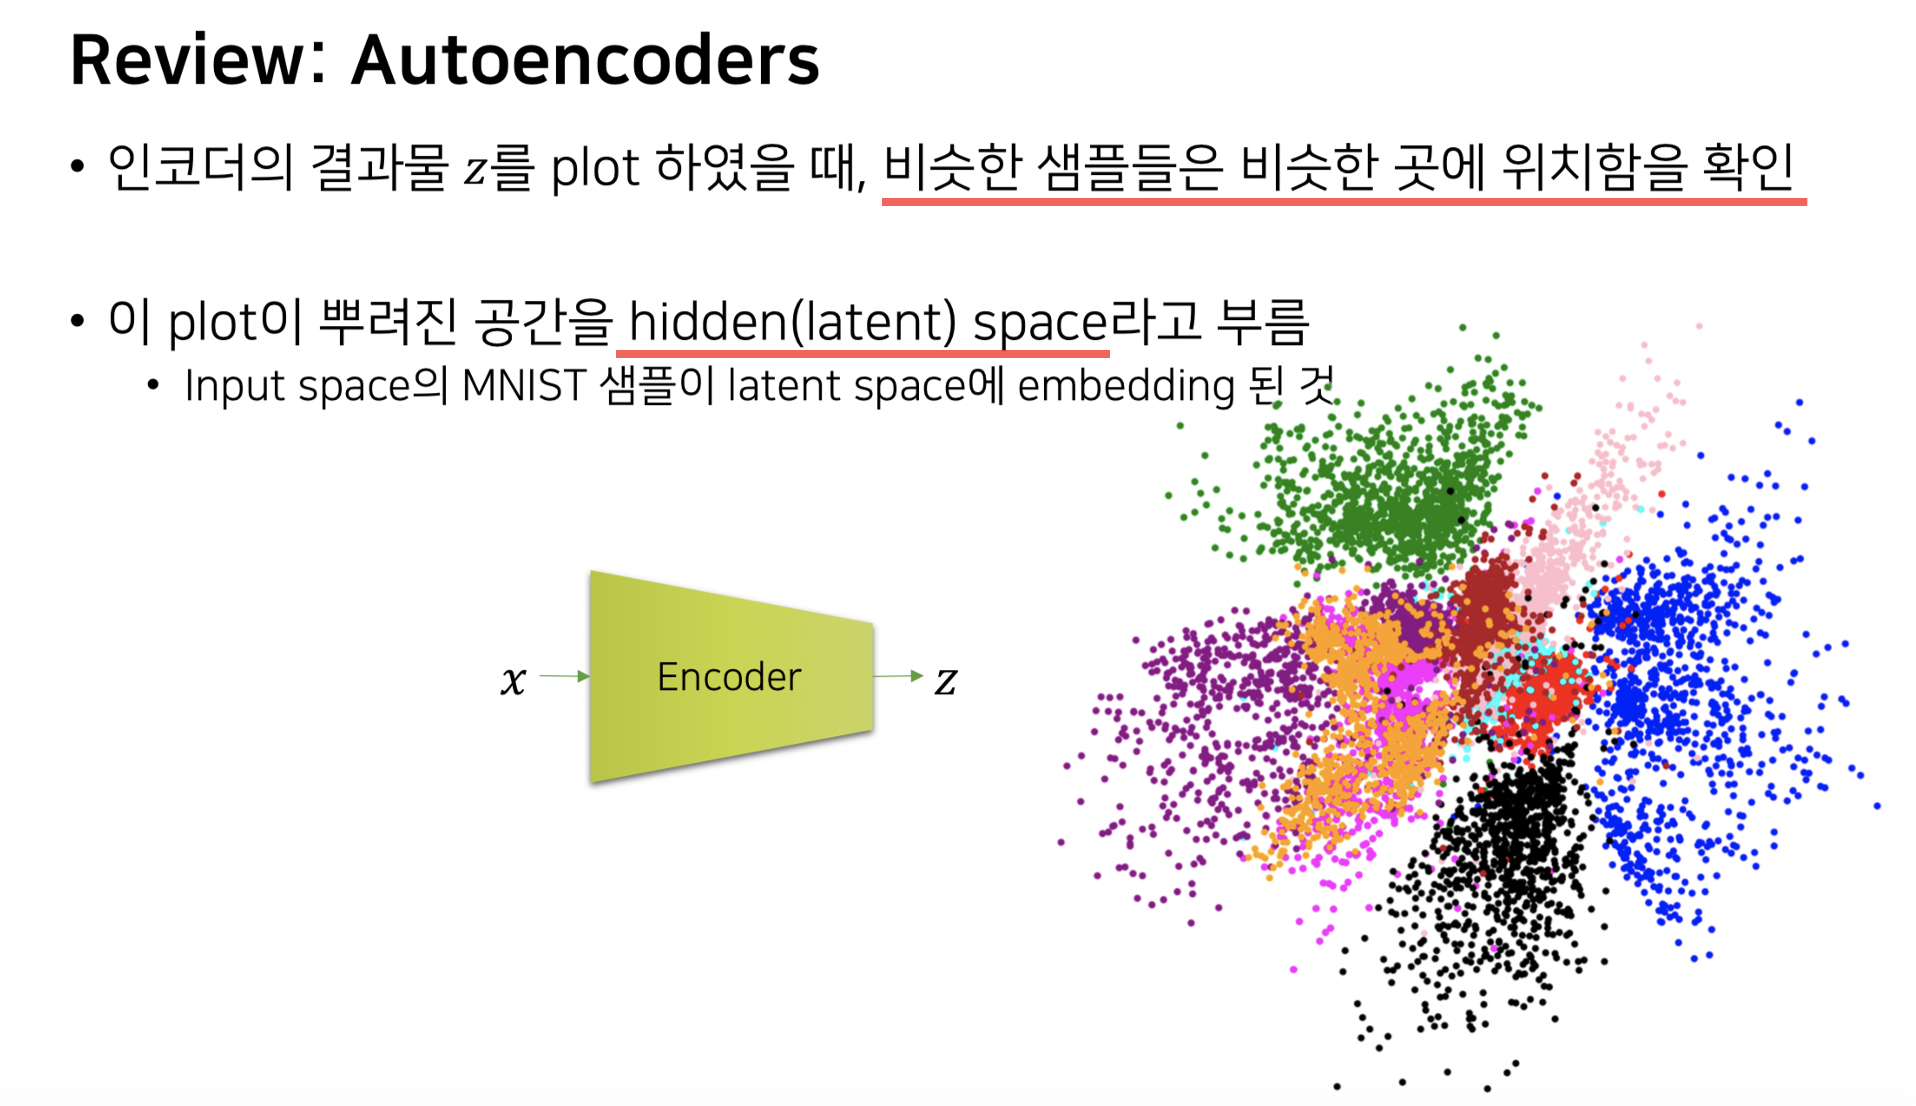 Review: Autoencoders
• 인코더의 결과물 z를 plot 하였을 때, 비슷한 샘플들은 비슷한 곳에 위치함을 확인
• 이 plot이 뿌려진 공간을 hidden(latent) space라고 부름
• Input space의 MNIST 샘플이 latent space에 embedding 된 것
x Encoder z